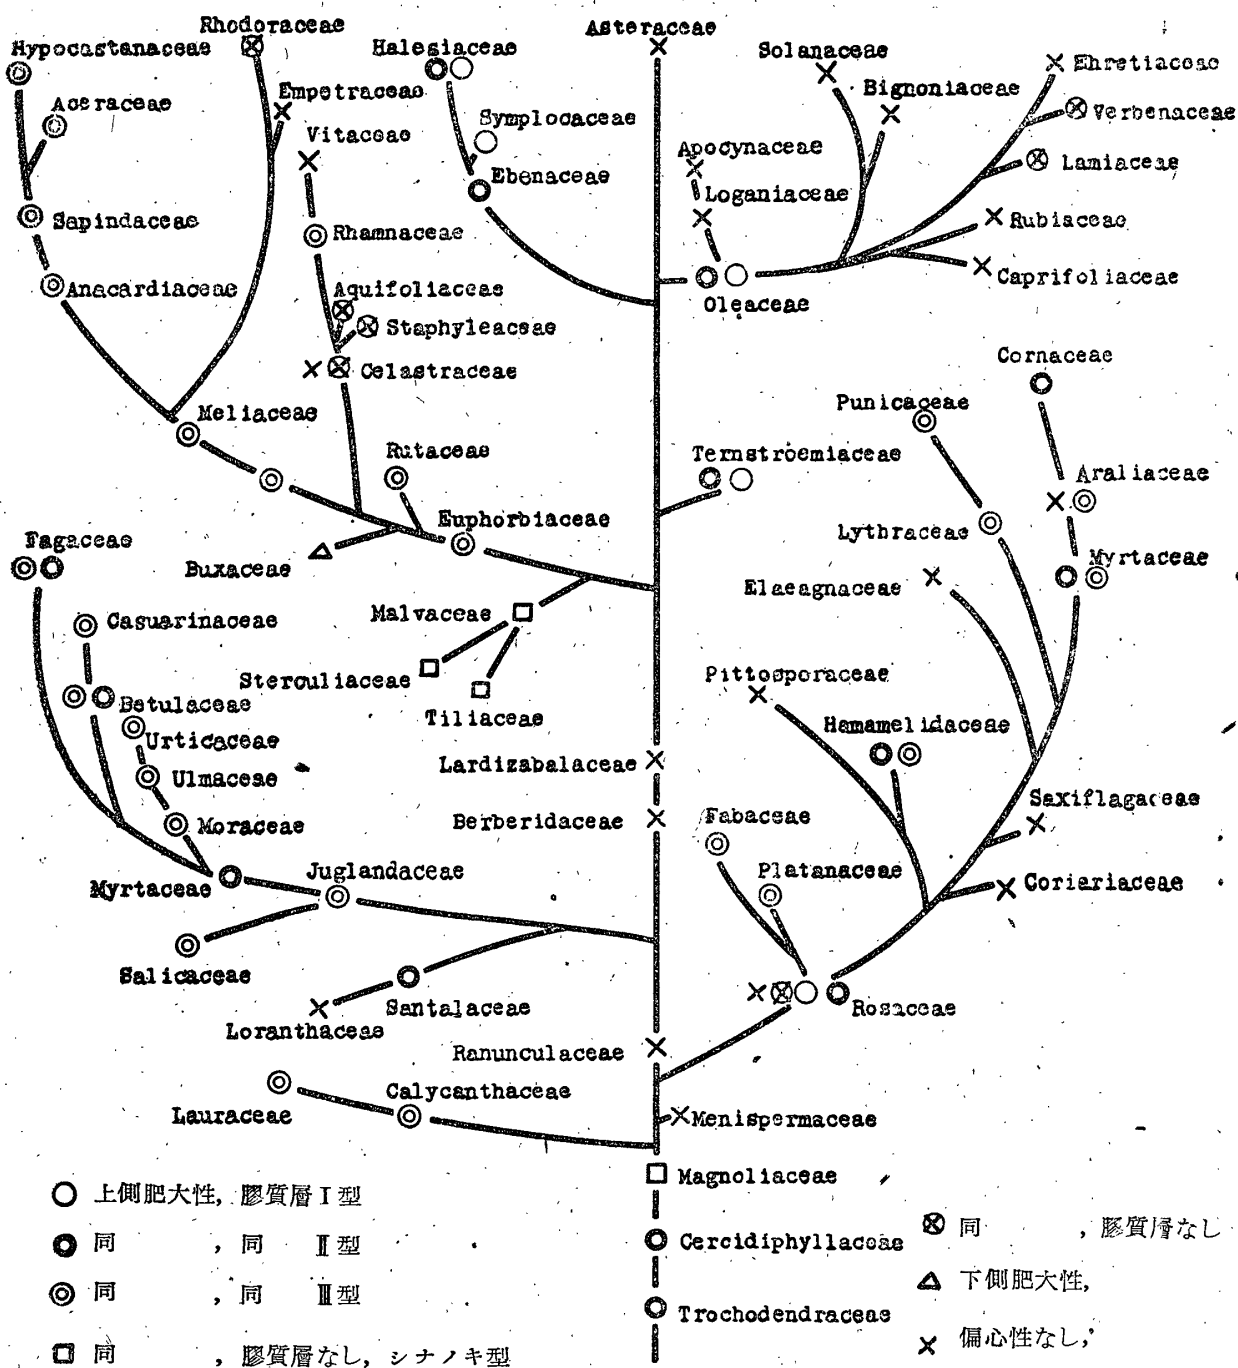 Rhodoraceae
Asteraceae
Hypocastanaceae
Halesiaceae
Solanaceae
Ehretiaceae
Aceraceae
Empetraceae
Bignoniaceae
Verbenaceae
Vitaceae
Symplocaceae
Apocynaceae
Lamiaceae
Ebenaceae
Loganiaceae
Sapindaceae
Rhamnaceae
Rubiaceae
Anacardiaceae
Aquifoliaceae
Caprifoliaceae
Staphyleaceae
Oleaceae
Celastraceae
Cornaceae
Meliaceae
Punicaceae
Rutaceae
Ternstroemiaceae
Araliaceae
Euphorbiaceae
Lythraceae
Fagaceae
Buxaceae
Myrtaceae
Elaeagnaceae
Malvaceae
Casuarinaceae
Sterculiaceae
Pittosporaceae
Betulaceae
Tiliaceae
Hamamelidaceae
Urticaceae
Lardizabalaceae
Ulmaceae
Saxiflagaceae
Moraceae
Berberidaceae
Fabaceae
Juglandaceae
Platanaceae
Myrtaceae
Coriariaceae
Salicaceae
Santalaceae
Rosaceae
Loranthaceae
Ranunculaceae
Calycanthaceae
Lauraceae
Menispermaceae
Magnoliaceae
Cercidiphyllaceae
Trochodendraceae
上側肥大性, 膠質層 I 型
同 , 同 II 型
同 , 同 III 型
同 , 膠質層なし, シナノキ型
同 , 膠質層なし
下側肥大性,
偏心性なし,